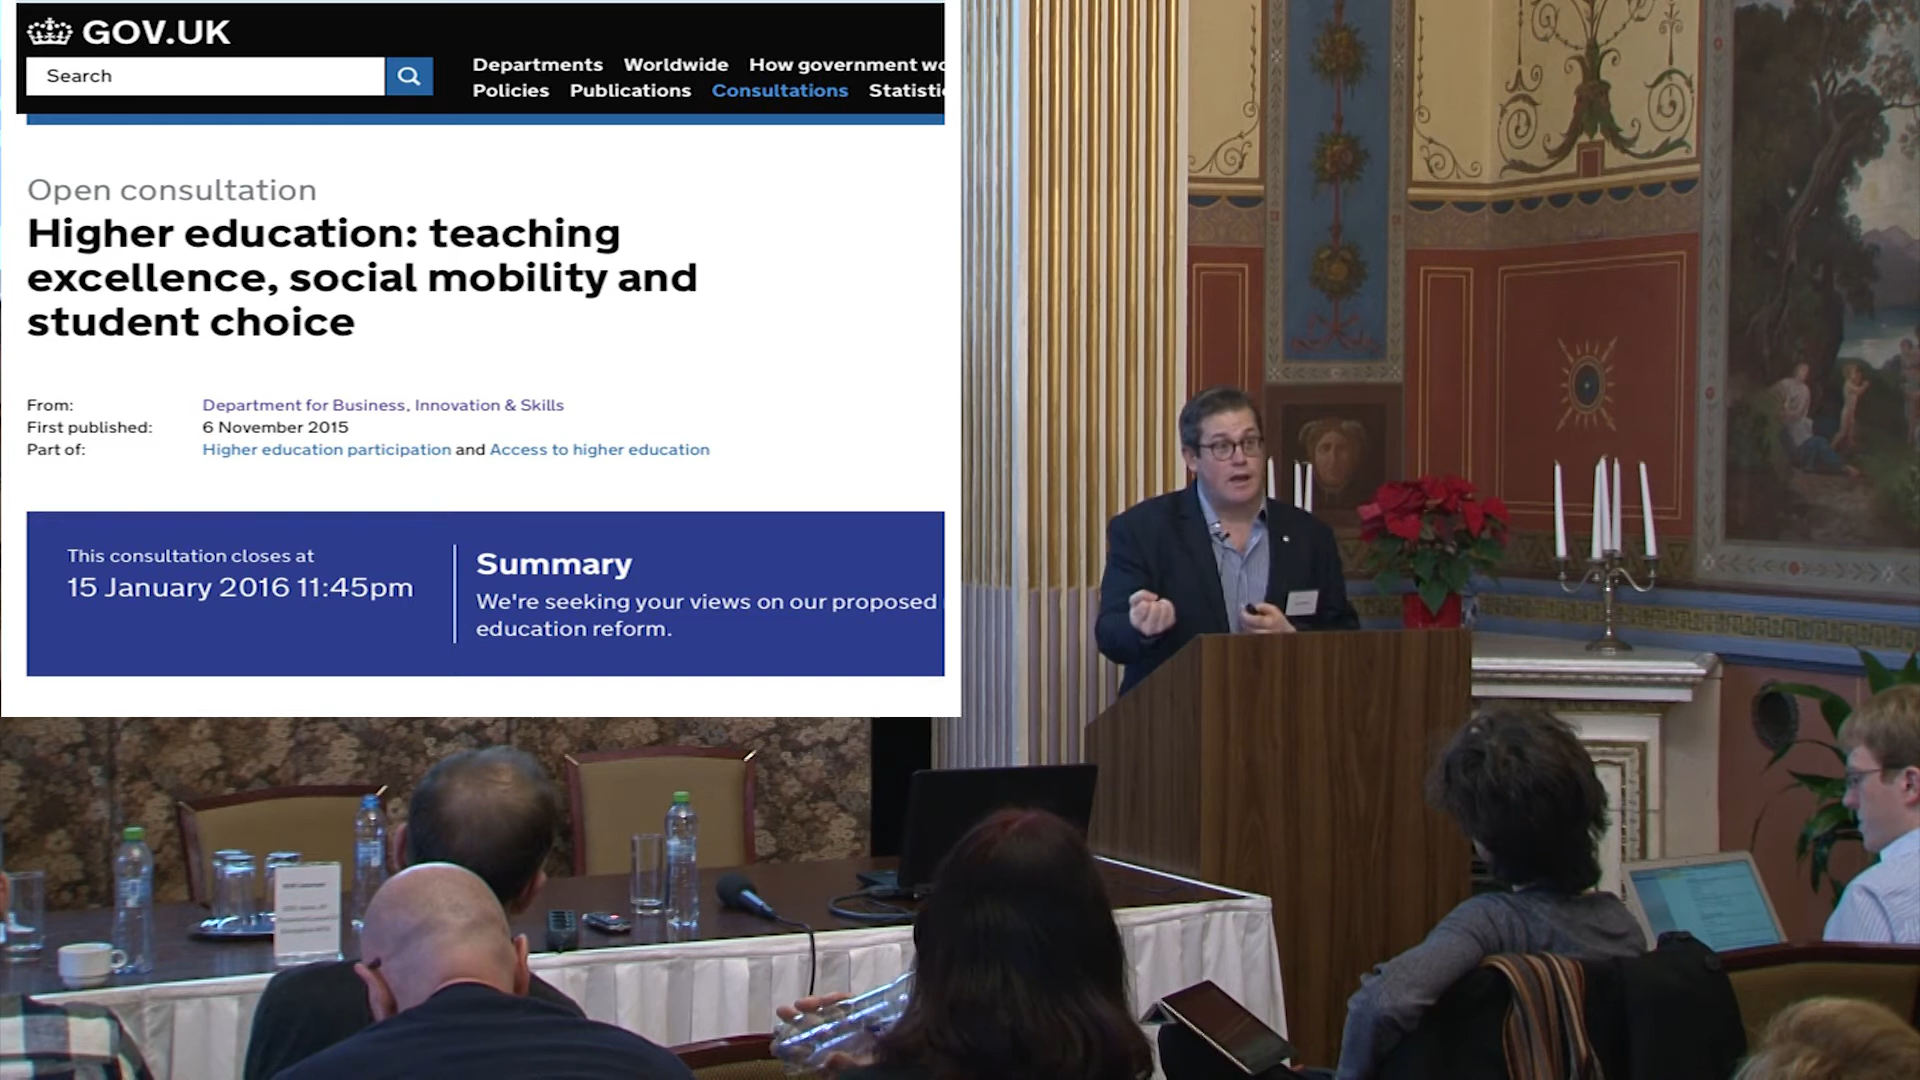 GOV.UK
Search
Departments Worldwide How government wo
Policies Publications Consultations Statisti
Open consultation
Higher education: teaching
excellence, social mobility and
student choice
From: Department for Business, Innovation & Skills
First published: 6 November 2015
Part of: Higher education participation and Access to higher education
This consultation closes at
15 January 2016 11:45pm
Summary
We're seeking your views on our proposed
education reform.